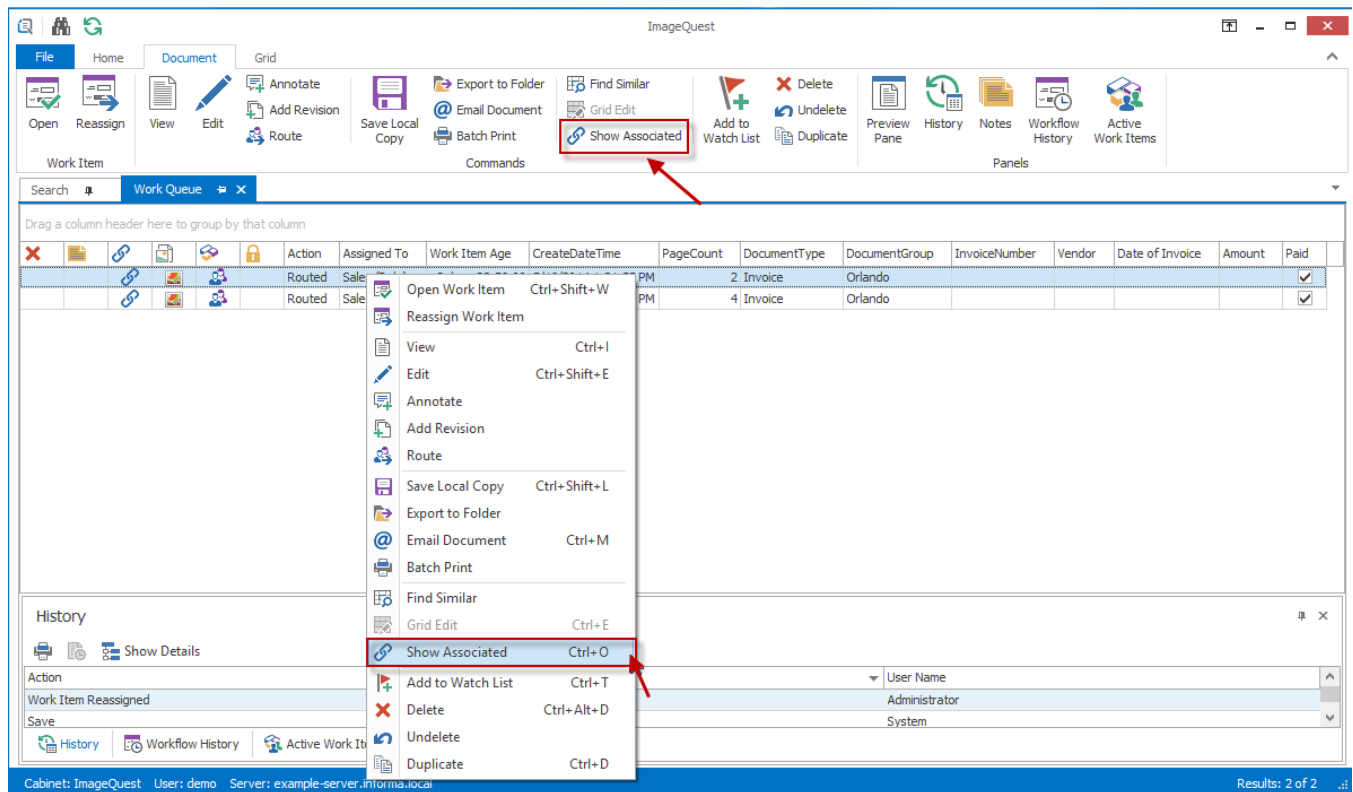 ImageQuest
File Home Document Grid
Open Reassign View Edit Annotate Add Revision Route Save Local Copy Export to Folder Email Document Batch Print Find Similar Grid Edit Show Associated Add to Watch List Delete Undelete Duplicate Preview Pane History Notes Workflow History Active Work Items
Work Item Commands Panels
Search Work Queue
Drag a column header here to group by that column
Action Assigned To Work Item Age CreateDateTime PageCount DocumentType DocumentGroup InvoiceNumber Vendor Date of Invoice Amount Paid
Routed PM 2 Invoice Orlando
Routed PM 4 Invoice Orlando
Open Work Item Ctrl+Shift+W
Reassign Work Item
View Ctrl+I
Edit Ctrl+Shift+E
Annotate
Add Revision
Route
Save Local Copy Ctrl+Shift+L
Export to Folder
Email Document Ctrl+M
Batch Print
Find Similar
Grid Edit Ctrl+E
Show Associated Ctrl+O
Add to Watch List Ctrl+T
Delete Ctrl+Alt+D
Undelete
Duplicate Ctrl+D
History
Show Details
Action User Name
Work Item Reassigned Administrator
Save System
History Workflow History Active Work
Cabinet: ImageQuest User: demo Server: example-server.informa.local Results: 2 of 2